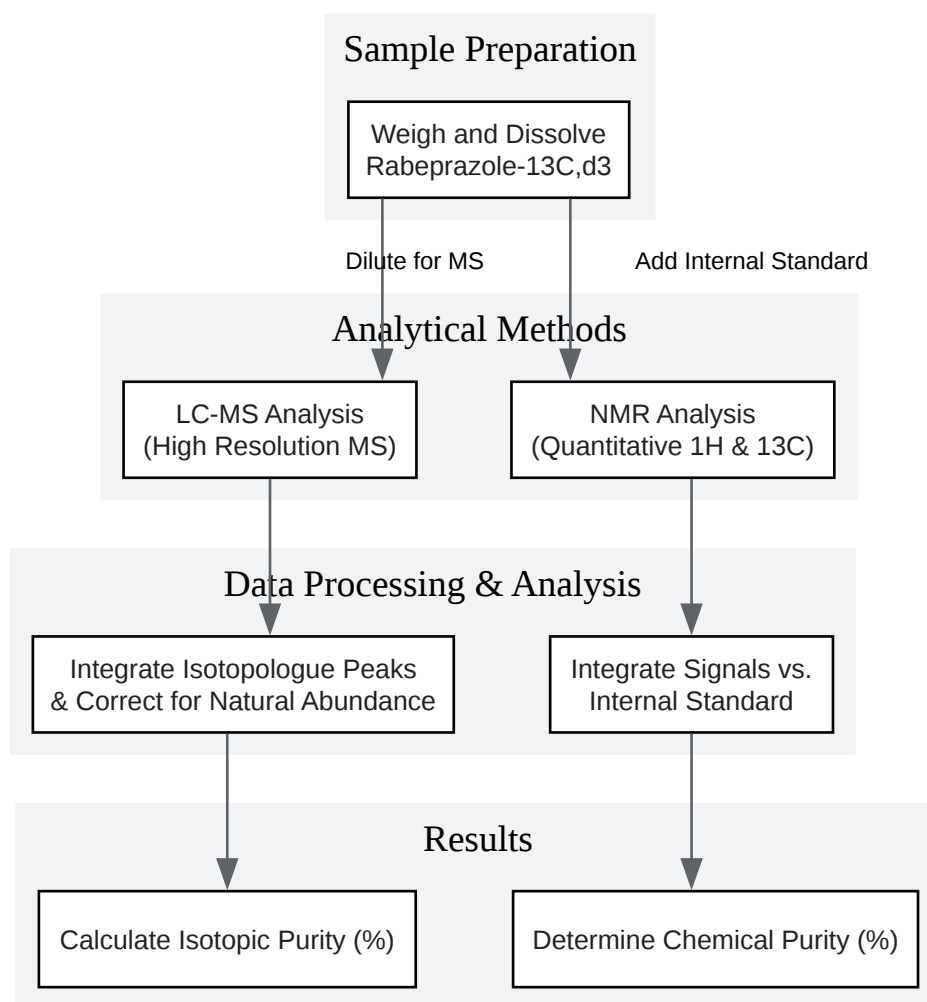 Sample Preparation
Weigh and Dissolve
Rabeprazole-13C,d3
Dilute for MS
Add Internal Standard
Analytical Methods
LC-MS Analysis
(High Resolution MS)
NMR Analysis
(Quantitative 1H & 13C)
Data Processing & Analysis
Integrate Isotopologue Peaks
& Correct for Natural Abundance
Integrate Signals vs.
Internal Standard
Results
Calculate Isotopic Purity (%)
Determine Chemical Purity (%)